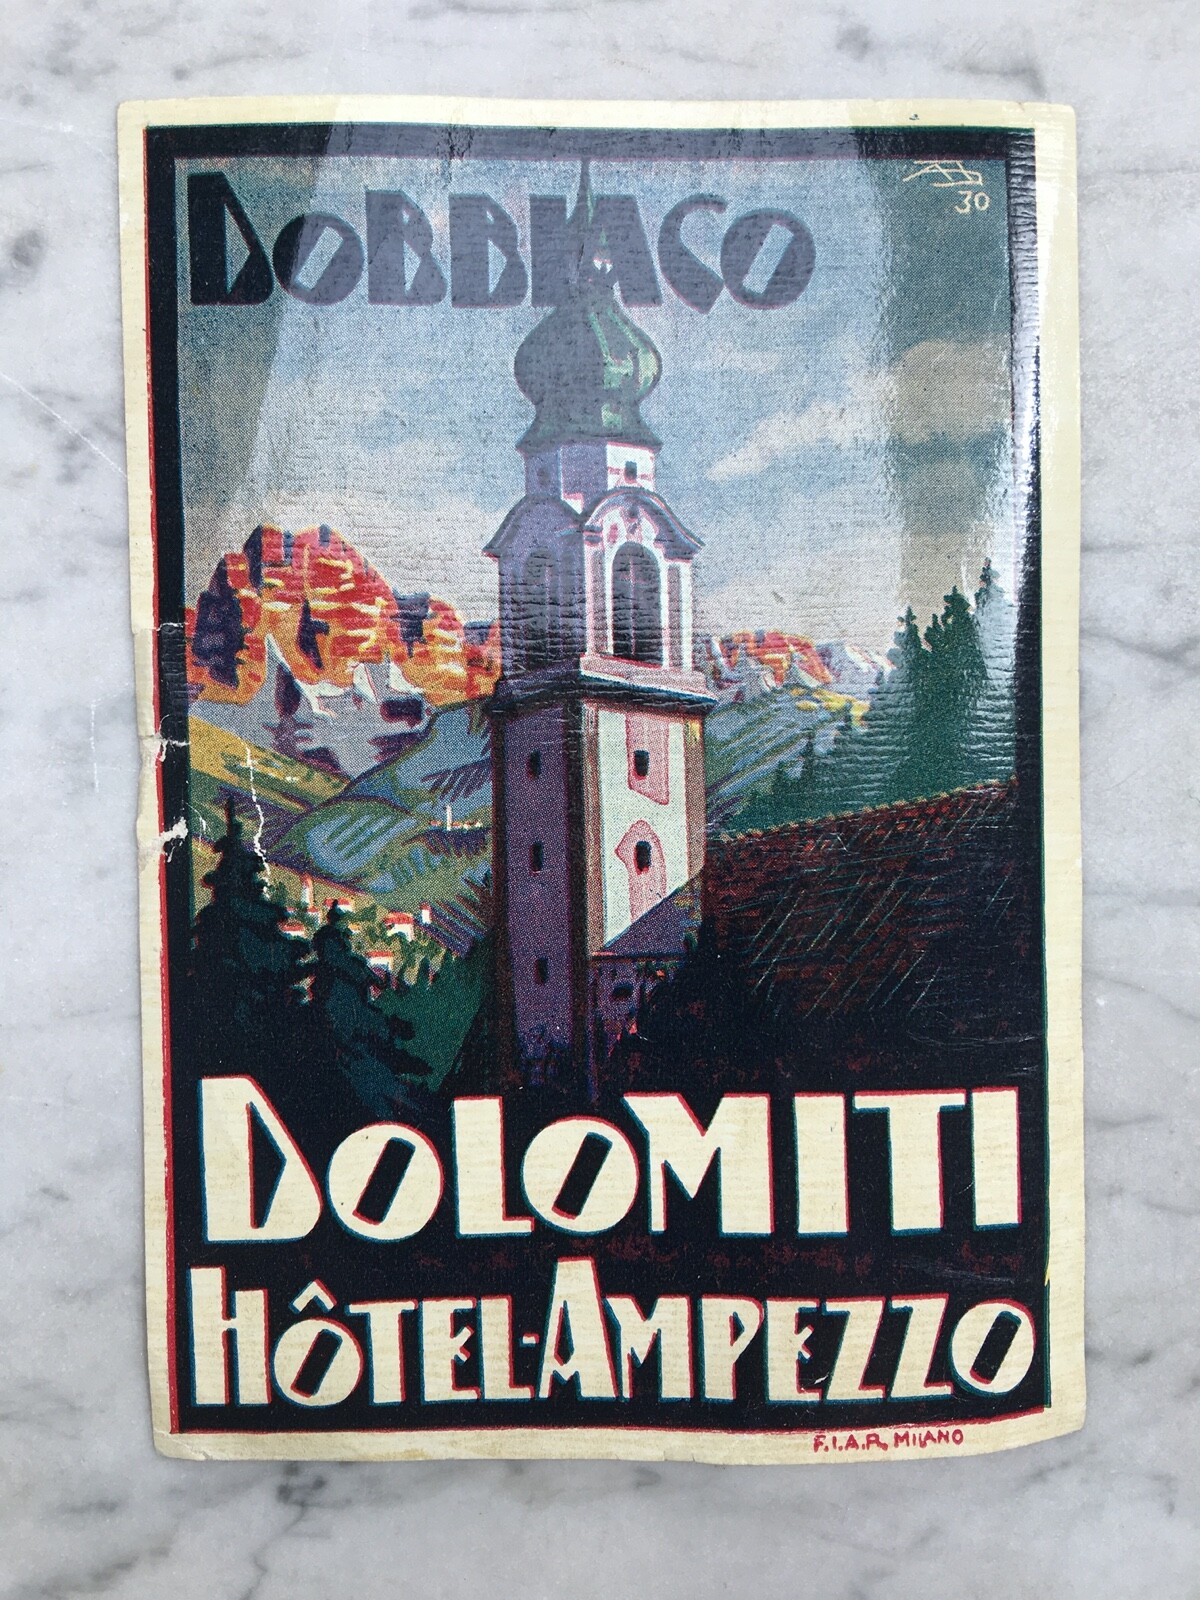 DOBBIACO
30
DOLOMITI
HÔTEL-AMPEZZO
F.I.A.R. MILANO